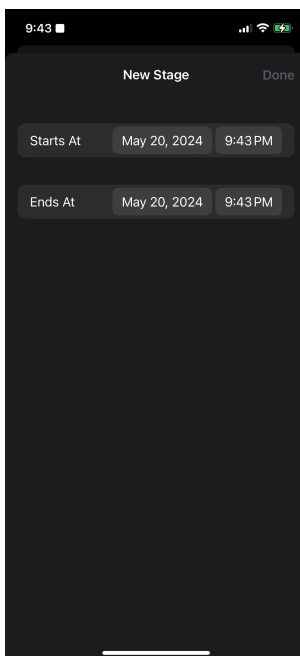 9:43
New Stage
Done
Starts At May 20, 2024 9:43 PM
Ends At May 20, 2024 9:43 PM